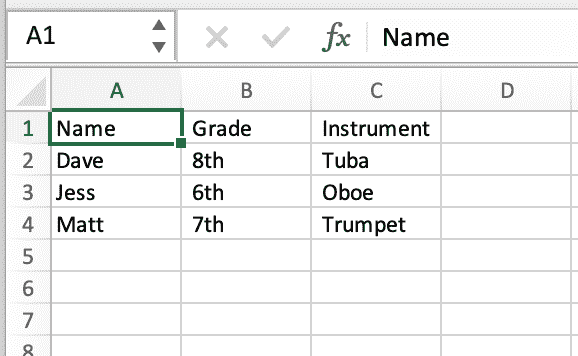 A1 fx Name
A B C D
1 Name Grade Instrument
2 Dave 8th Tuba
3 Jess 6th Oboe
4 Matt 7th Trumpet
5
6
7
8